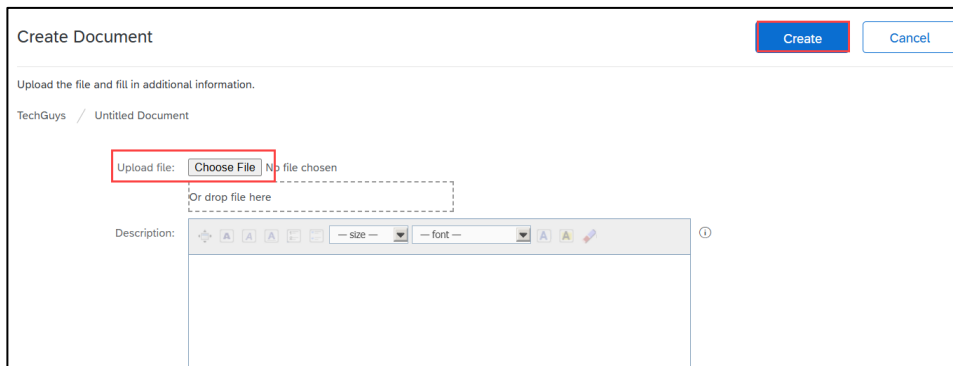 Create Document
Create
Cancel
Upload the file and fill in additional information.
TechGuys / Untitled Document
Upload file: Choose File No file chosen
Or drop file here
Description:
— size — — font —